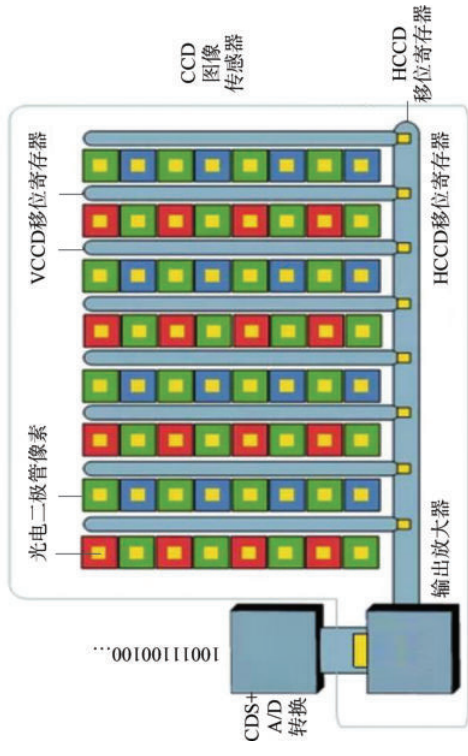 CCD
图像
传感器
HCCD
移位寄存器
VCCD移位寄存器
HCCD移位寄存器
光电二极管像素
输出放大器
CDS+
A/D
转换